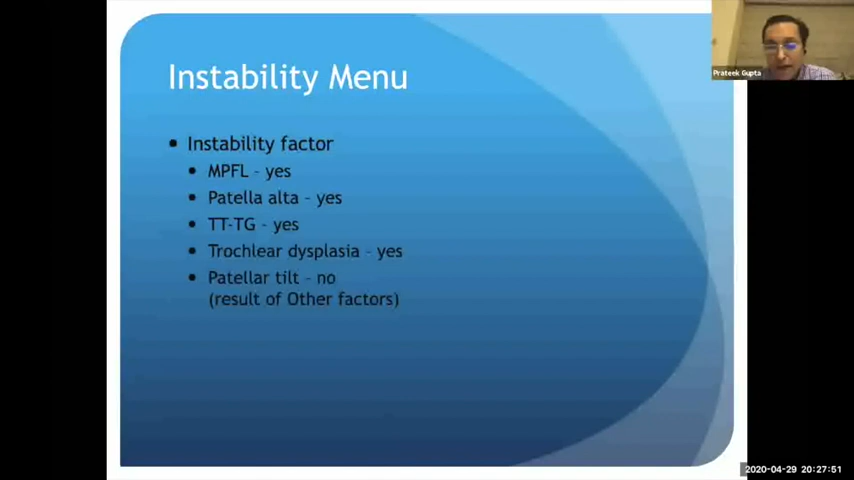 Instability Menu
Prateek Gupta
• Instability factor
• MPFL – yes
• Patella alta – yes
• TT-TG – yes
• Trochlear dysplasia – yes
• Patellar tilt – no
(result of Other factors)
2020-04-29 20:27:51